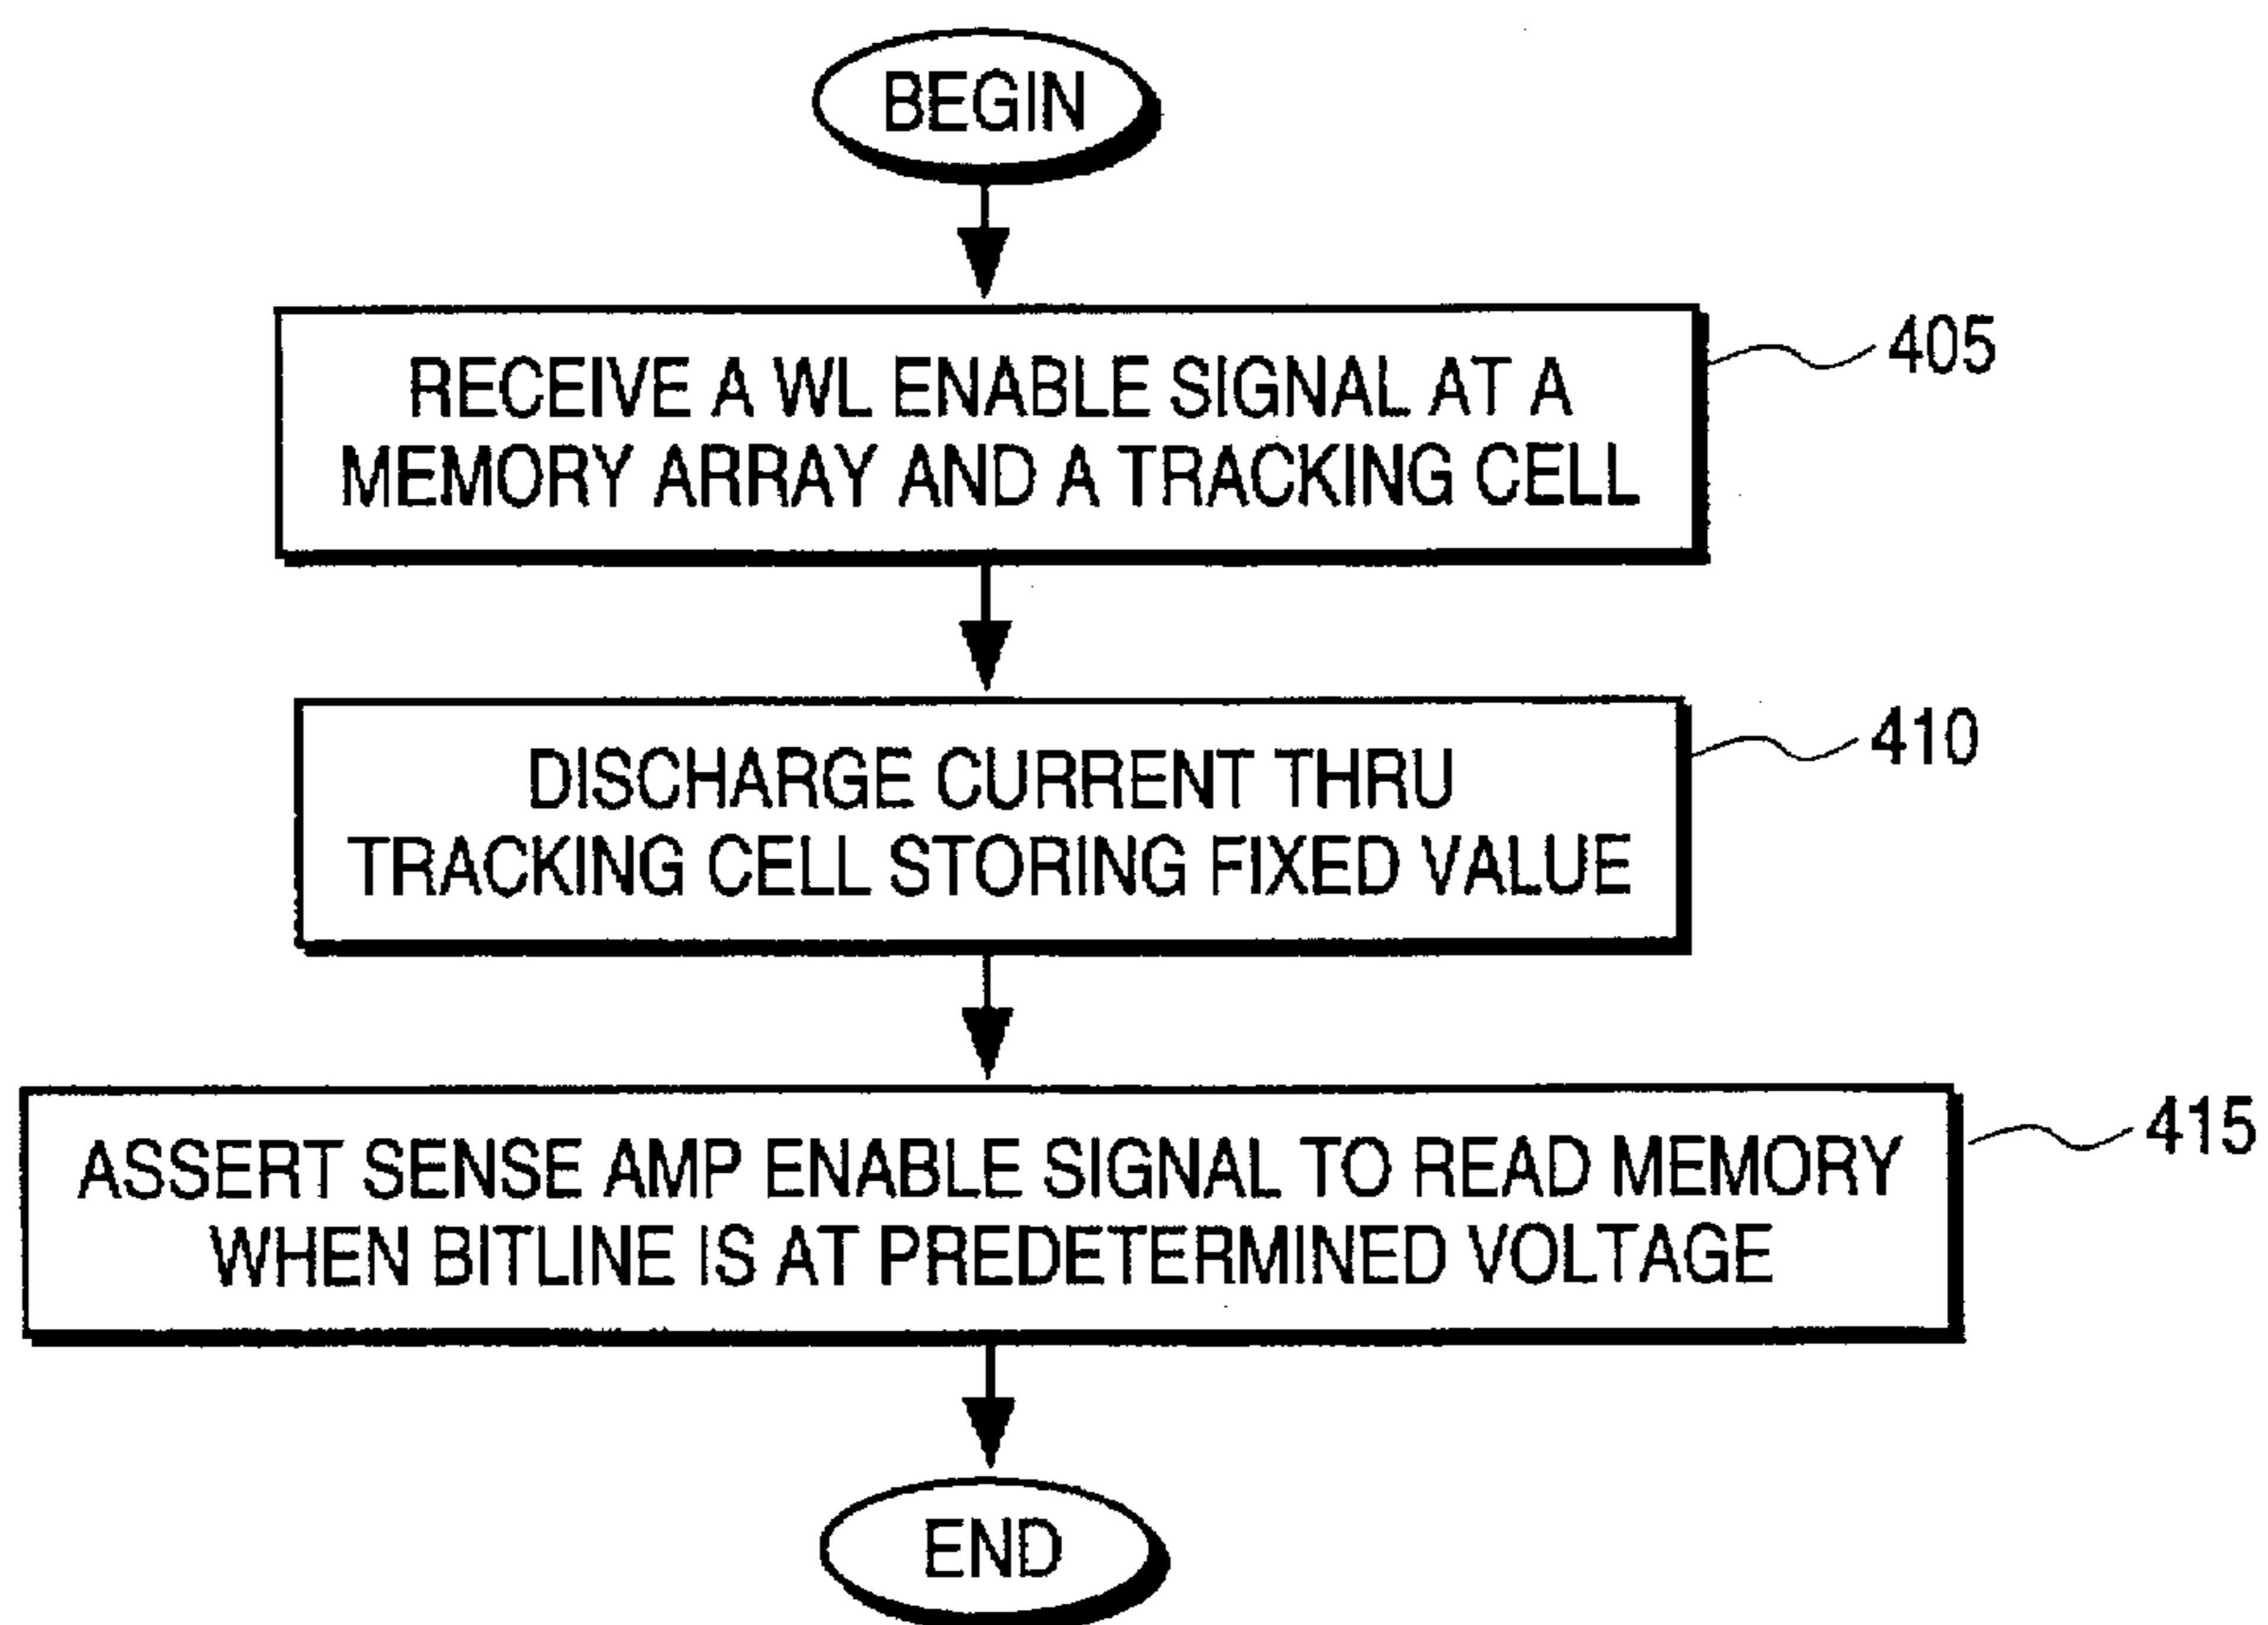 BEGIN
RECEIVE A WL ENABLE SIGNAL AT A
MEMORY ARRAY AND A TRACKING CELL
405
DISCHARGE CURRENT THRU
TRACKING CELL STORING FIXED VALUE
410
ASSERT SENSE AMP ENABLE SIGNAL TO READ MEMORY
WHEN BITLINE IS AT PREDETERMINED VOLTAGE
415
END